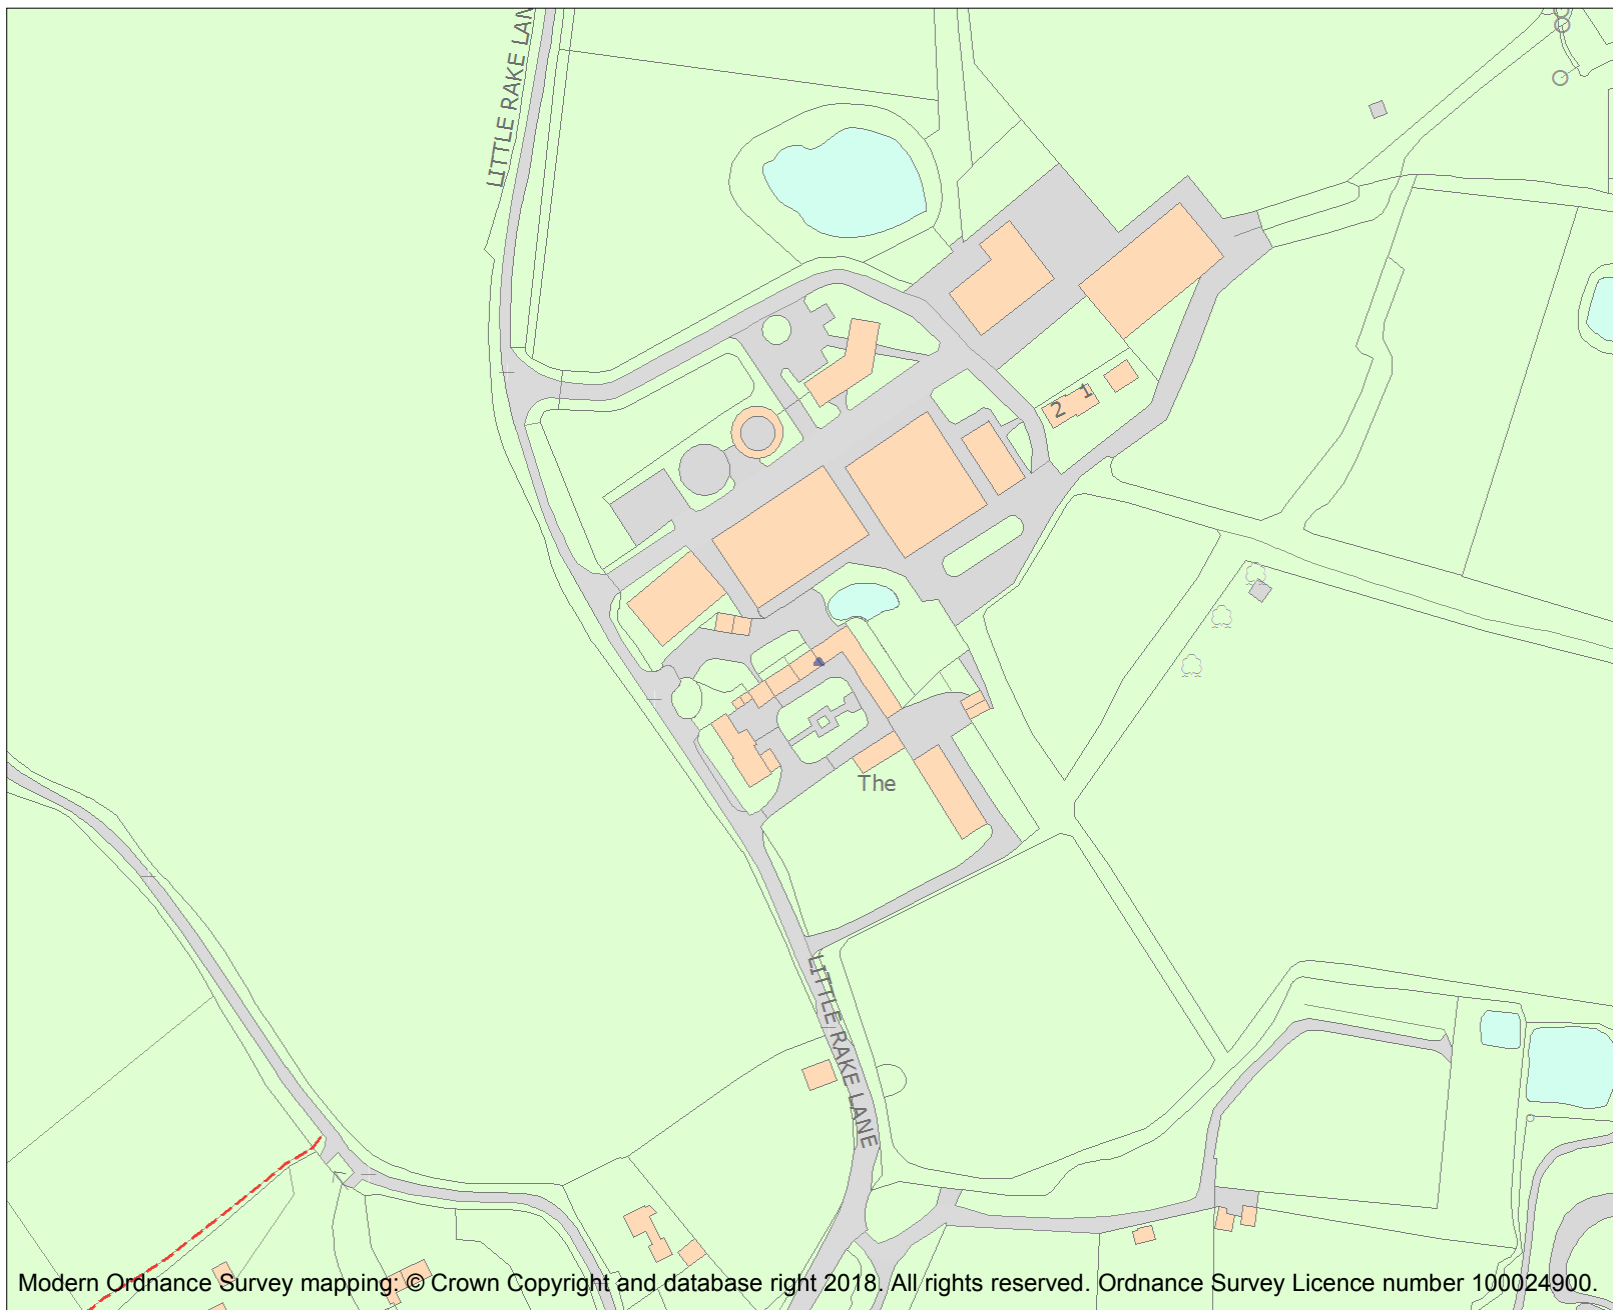 LITTLE RAKE LAN
2 1
The
LITTLE RAKE LANE
Modern Ordnance Survey mapping: © Crown Copyright and database right 2018. All rights reserved. Ordnance Survey Licence number 100024900.